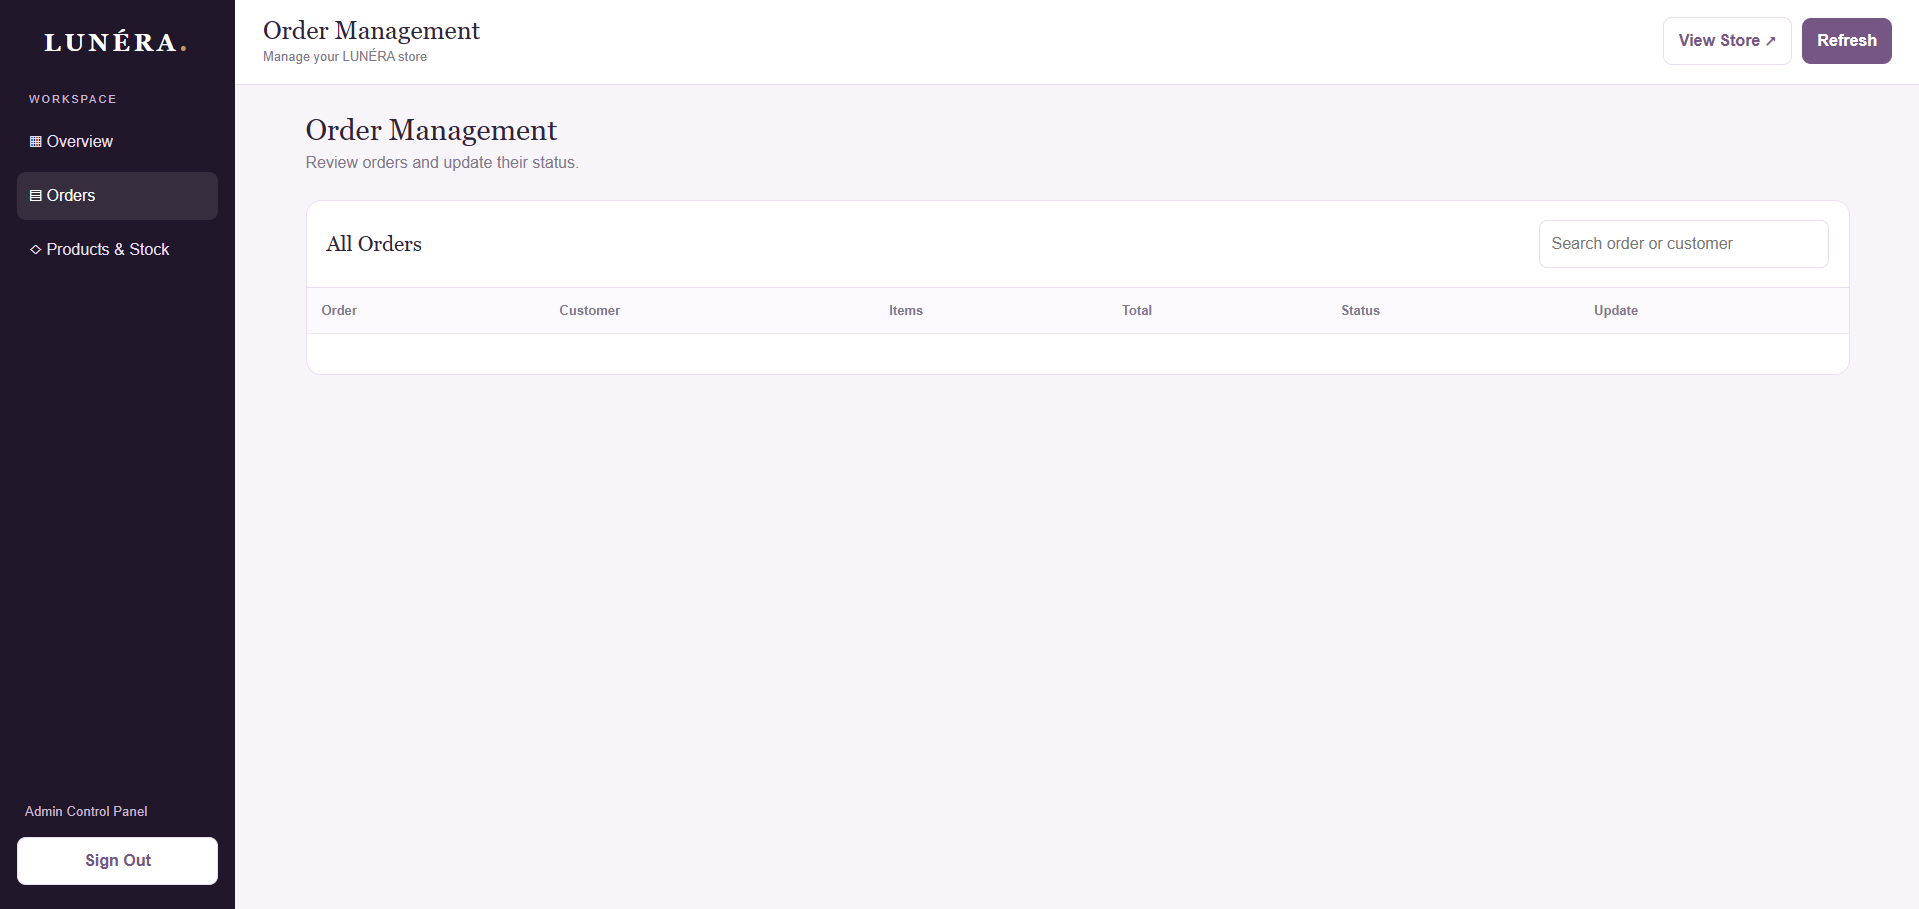 LUNÉRA.
WORKSPACE
Overview
Orders
Products & Stock
Admin Control Panel
Sign Out
Order Management
Manage your LUNÉRA store
View Store ↗
Refresh
Order Management
Review orders and update their status.
All Orders
Search order or customer
Order Customer Items Total Status Update